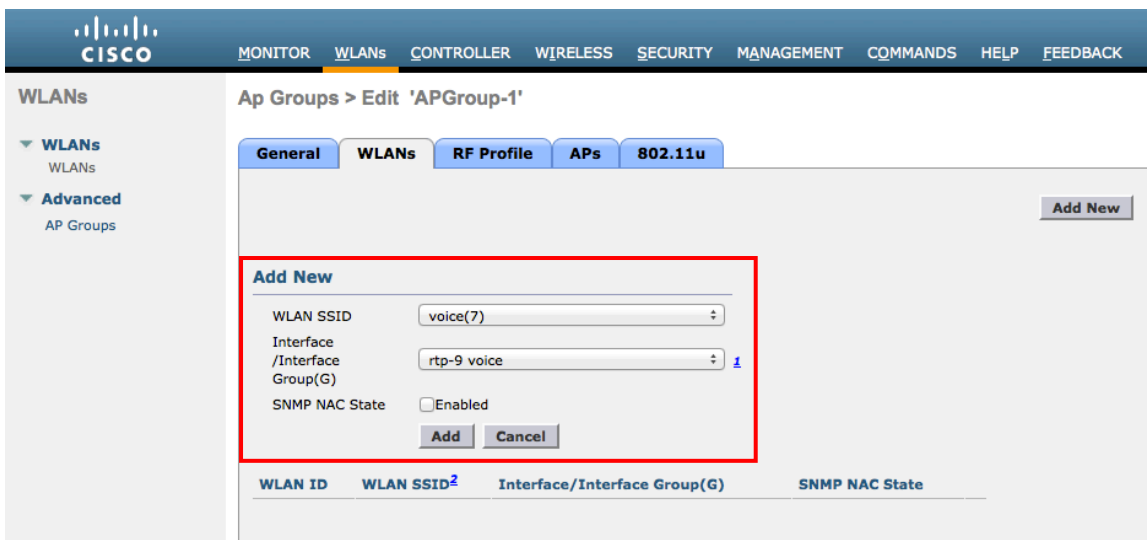 CISCO
MONITOR WLANs CONTROLLER WIRELESS SECURITY MANAGEMENT COMMANDS HELP FEEDBACK
WLANs
Ap Groups > Edit 'APGroup-1'
WLANs
WLANs
Advanced
AP Groups
General WLANs RF Profile APs 802.11u
Add New
Add New
WLAN SSID voice(7)
Interface
/Interface rtp-9 voice 1
Group(G)
SNMP NAC State Enabled
Add Cancel
WLAN ID WLAN SSID2 Interface/Interface Group(G) SNMP NAC State